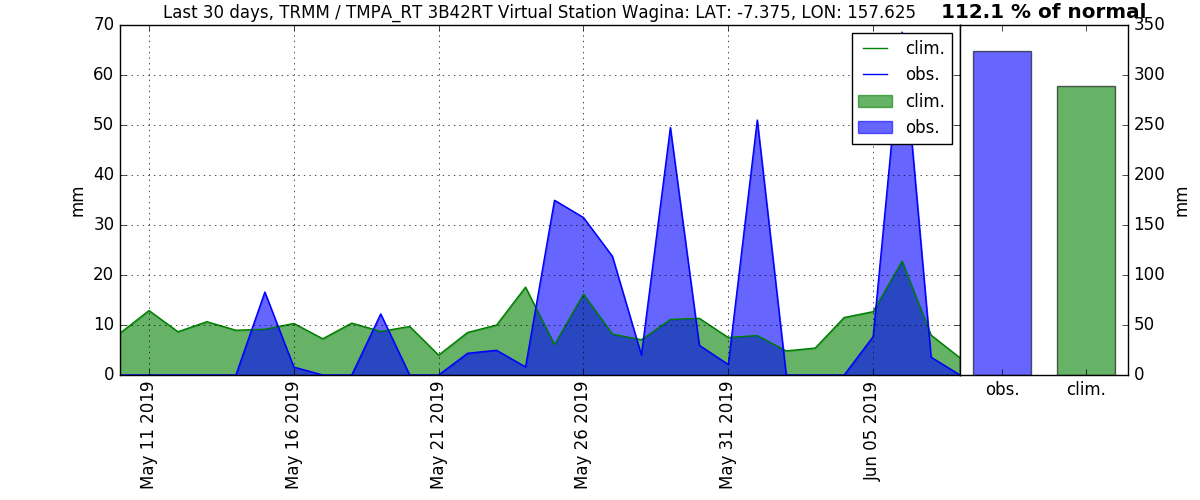 Last 30 days, TRMM / TMPA_RT 3B42RT Virtual Station Wagina: LAT: -7.375, LON: 157.625
112.1 % of normal
70
60
50
40
30
20
10
0
mm
clim.
obs.
clim.
obs.
May 11 2019
May 16 2019
May 21 2019
May 26 2019
May 31 2019
Jun 05 2019
350
300
250
200
150
100
50
0
mm
obs.
clim.